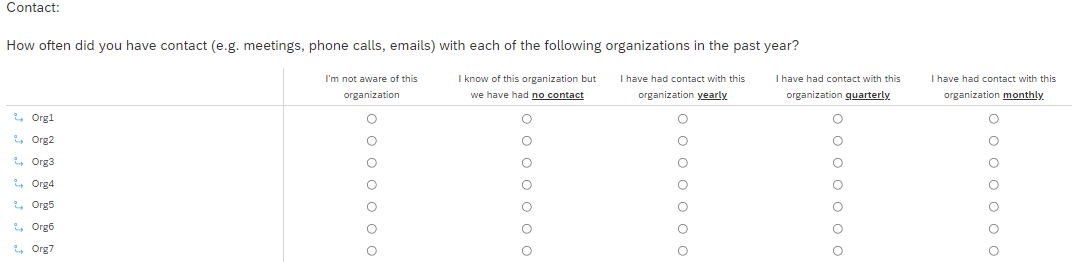 Contact:
How often did you have contact (e.g. meetings, phone calls, emails) with each of the following organizations in the past year?
I'm not aware of this organization
I know of this organization but we have had no contact
I have had contact with this organization yearly
I have had contact with this organization quarterly
I have had contact with this organization monthly
Org1
Org2
Org3
Org4
Org5
Org6
Org7